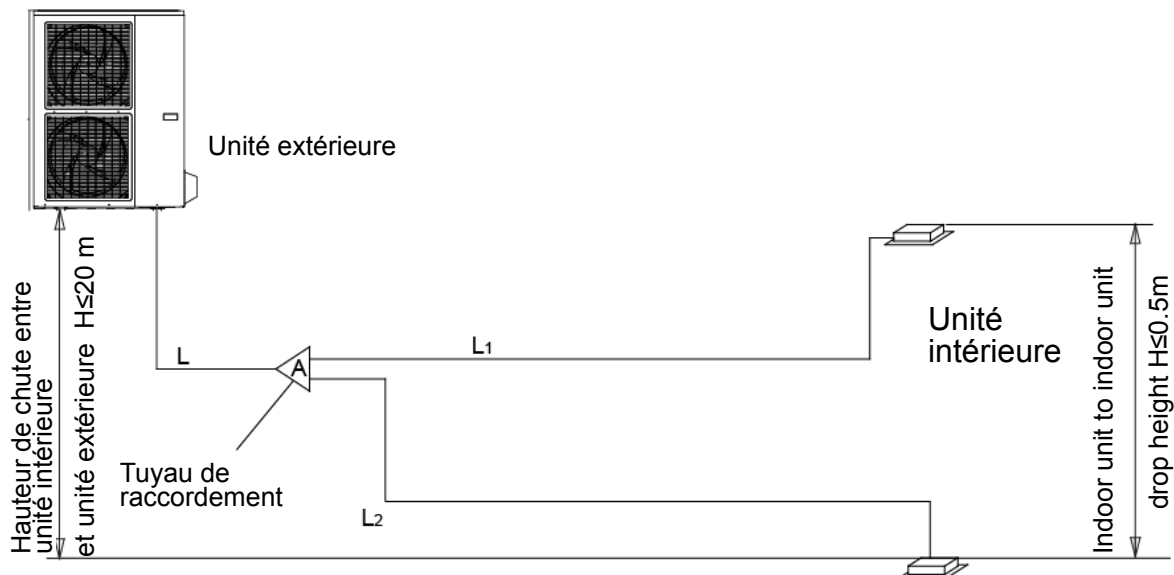 Unité extérieure
Hauteur de chute entre
unité intérieure
et unité extérieure H≤20 m
L
A
L1
Unité
intérieure
Indoor unit to indoor unit
drop height H≤0.5m
Tuyau de
raccordement
L2